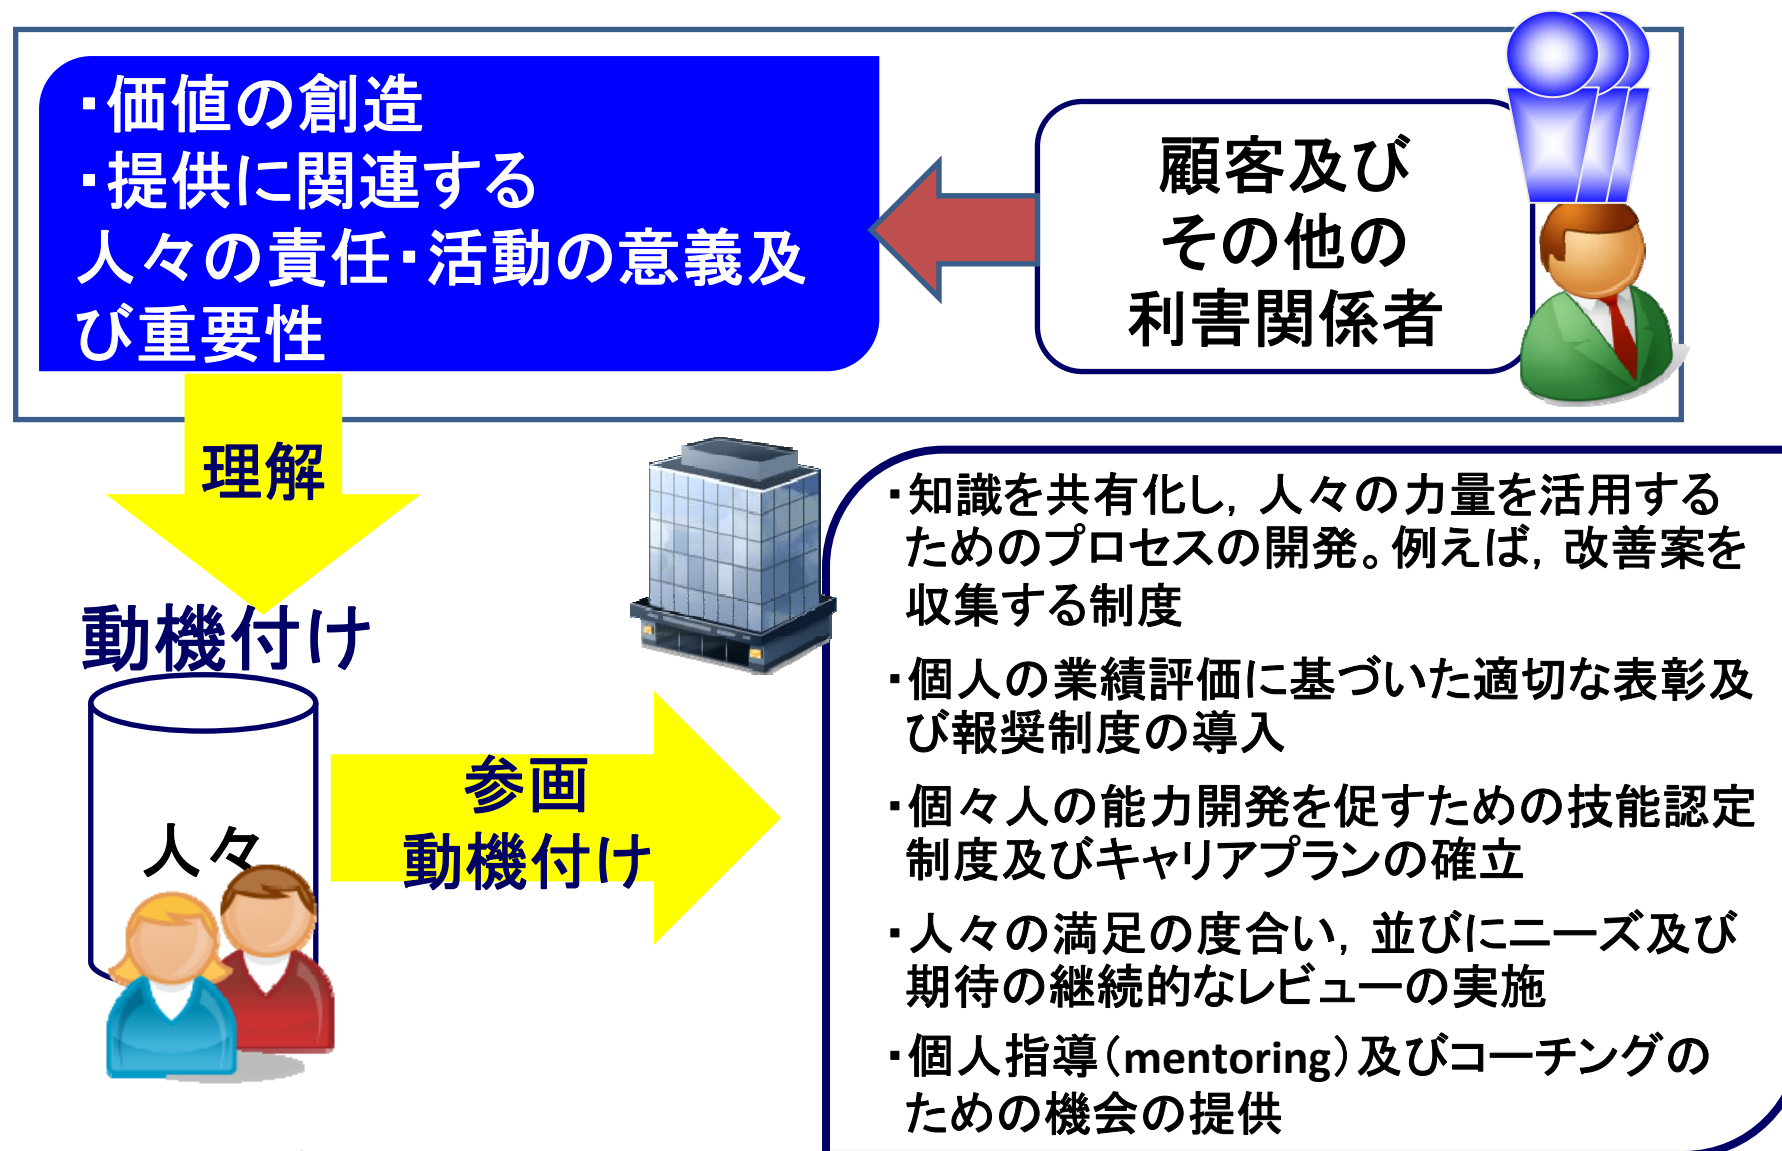 ・価値の創造
・提供に関連する
人々の責任・活動の意義及
び重要性
顧客及び
その他の
利害関係者
理解
動機付け
人々
参画
動機付け
・知識を共有化し，人々の力量を活用する
ためのプロセスの開発。例えば，改善案を
収集する制度
・個人の業績評価に基づいた適切な表彰及
び報奨制度の導入
・個々人の能力開発を促すための技能認定
制度及びキャリアプランの確立
・人々の満足の度合い，並びにニーズ及び
期待の継続的なレビューの実施
・個人指導（mentoring）及びコーチングの
ための機会の提供